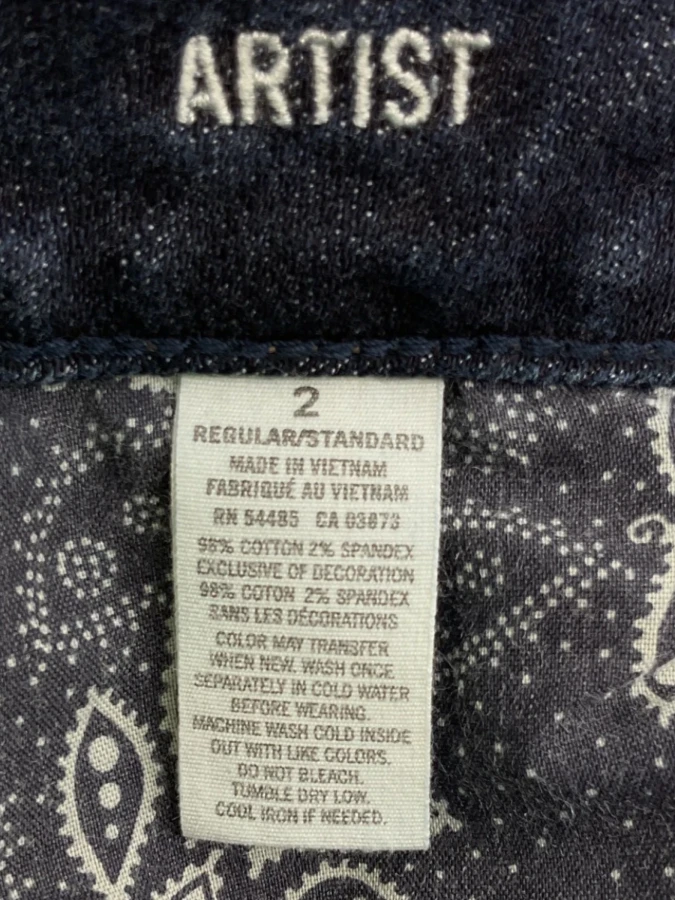 ARTIST
2
REGULAR/STANDARD
MADE IN VIETNAM
FABRIQUÉ AU VIETNAM
RN 54485 CA 03873
98% COTTON 2% SPANDEX
EXCLUSIVE OF DECORATION
98% COTON 2% SPANDEX
SANS LES DÉCORATIONS
COLOR MAY TRANSFER
WHEN NEW. WASH ONCE
SEPARATELY IN COLD WATER
BEFORE WEARING.
MACHINE WASH COLD INSIDE
OUT WITH LIKE COLORS.
DO NOT BLEACH.
TUMBLE DRY LOW.
COOL IRON IF NEEDED.